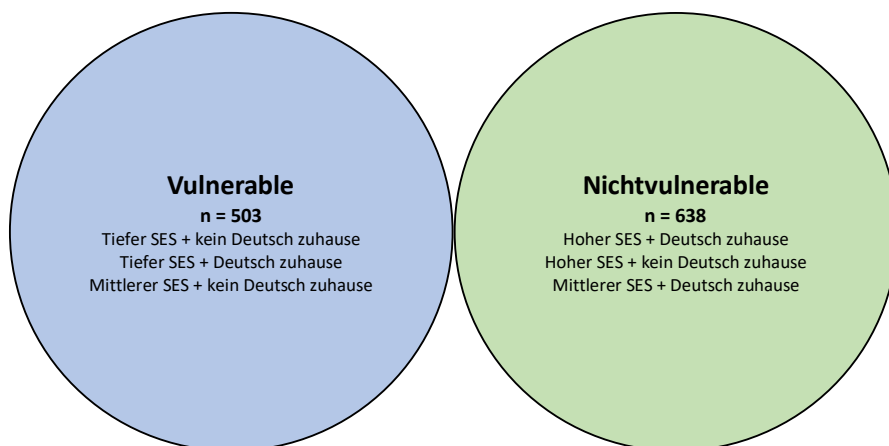 Vulnerable
n = 503
Tiefer SES + kein Deutsch zuhause
Tiefer SES + Deutsch zuhause
Mittlerer SES + kein Deutsch zuhause
Nichtvulnerable
n = 638
Hoher SES + Deutsch zuhause
Hoher SES + kein Deutsch zuhause
Mittlerer SES + Deutsch zuhause